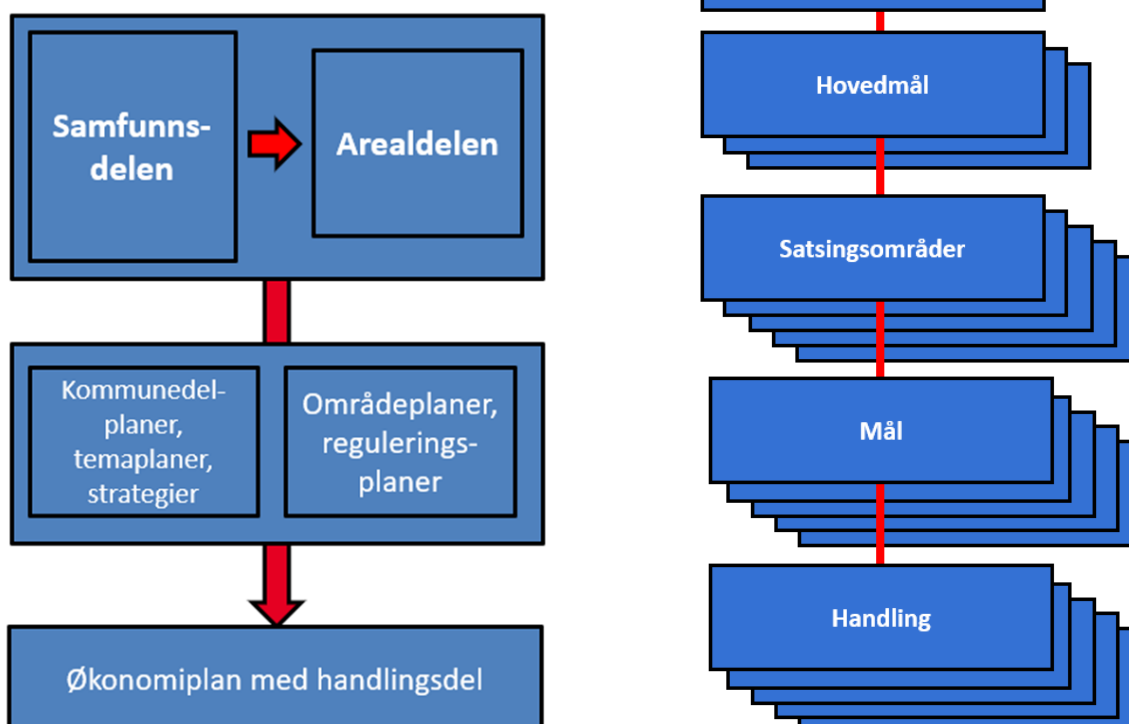 Samfunns-
delen
Arealdelen
Kommunedel-
planer,
temaplaner,
strategier
Områdeplaner,
regulerings-
planer
Økonomiplan med handlingsdel
Hovedmål
Satsingsområder
Mål
Handling